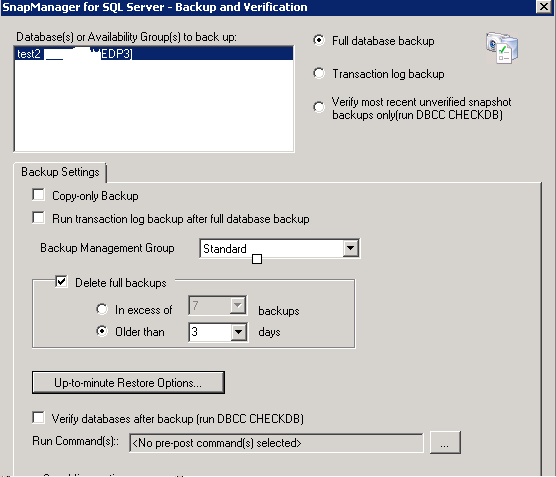 SnapManager for SQL Server - Backup and Verification
Database(s) or Availability Group(s) to back up:
test2 EDP3]
Full database backup
Transaction log backup
Verify most recent unverified snapshot
backups only(run DBCC CHECKDB)
Backup Settings
Copy-only Backup
Run transaction log backup after full database backup
Backup Management Group Standard
Delete full backups
In excess of 7 backups
Older than 3 days
Up-to-minute Restore Options...
Verify databases after backup (run DBCC CHECKDB)
Run Command(s):: <No pre-post command(s) selected> ...